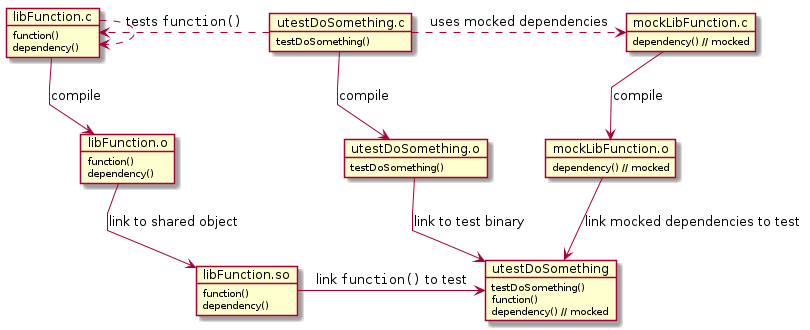 libFunction.c
function()
dependency()
tests function()
utestDoSomething.c
testDoSomething()
uses mocked dependencies
mockLibFunction.c
dependency() // mocked
compile
compile
compile
libFunction.o
function()
dependency()
utestDoSomething.o
testDoSomething()
mockLibFunction.o
dependency() // mocked
link to shared object
link to test binary
link mocked dependencies to test
libFunction.so
function()
dependency()
link function() to test
utestDoSomething
testDoSomething()
function()
dependency() // mocked